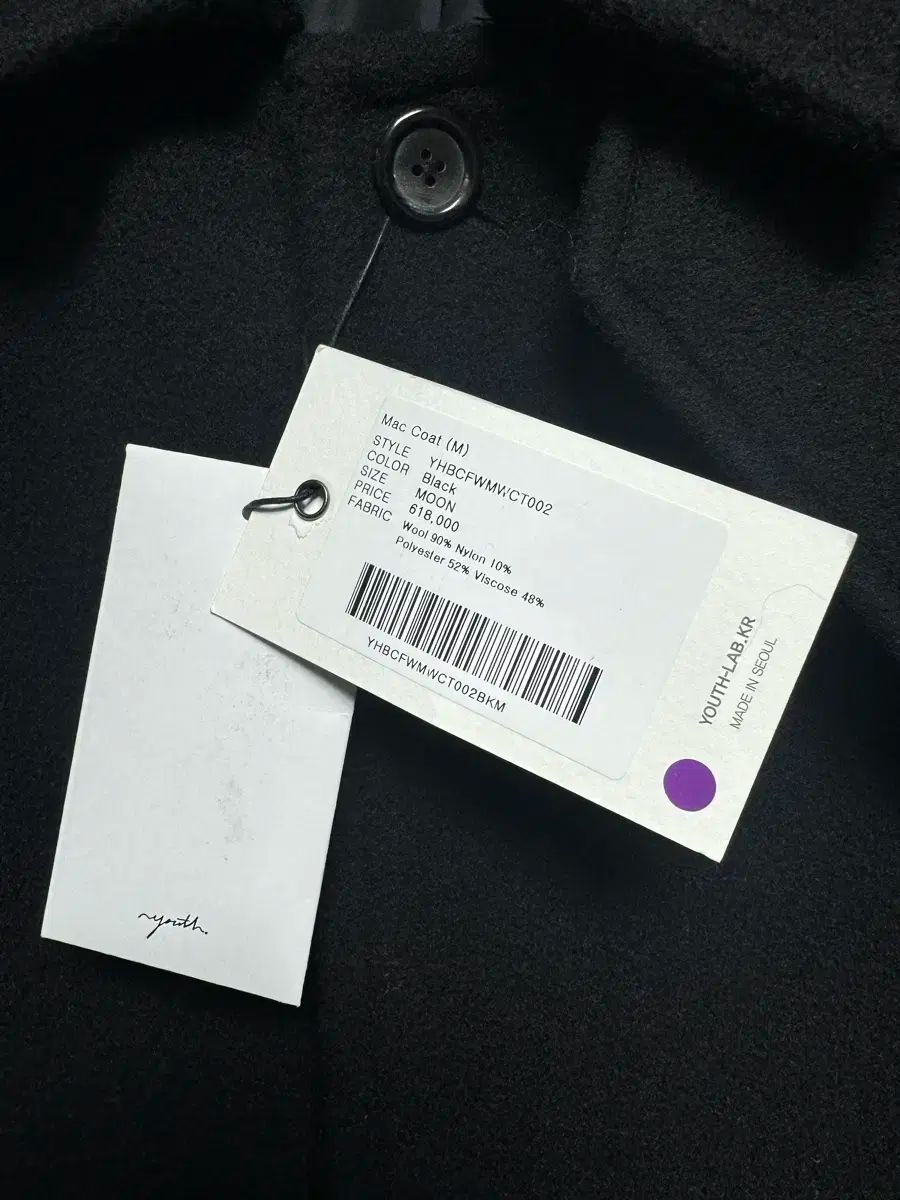 Mac Coat (M)
STYLE YHBCFWMWCT002
COLOR Black
SIZE MOON
PRICE 618,000
FABRIC Wool 90% Nylon 10%
Polyester 52% Viscose 48%
YHBCFWMWCT002BKM
YOUTH-LAB.KR
MADE IN SEOUL
youth.